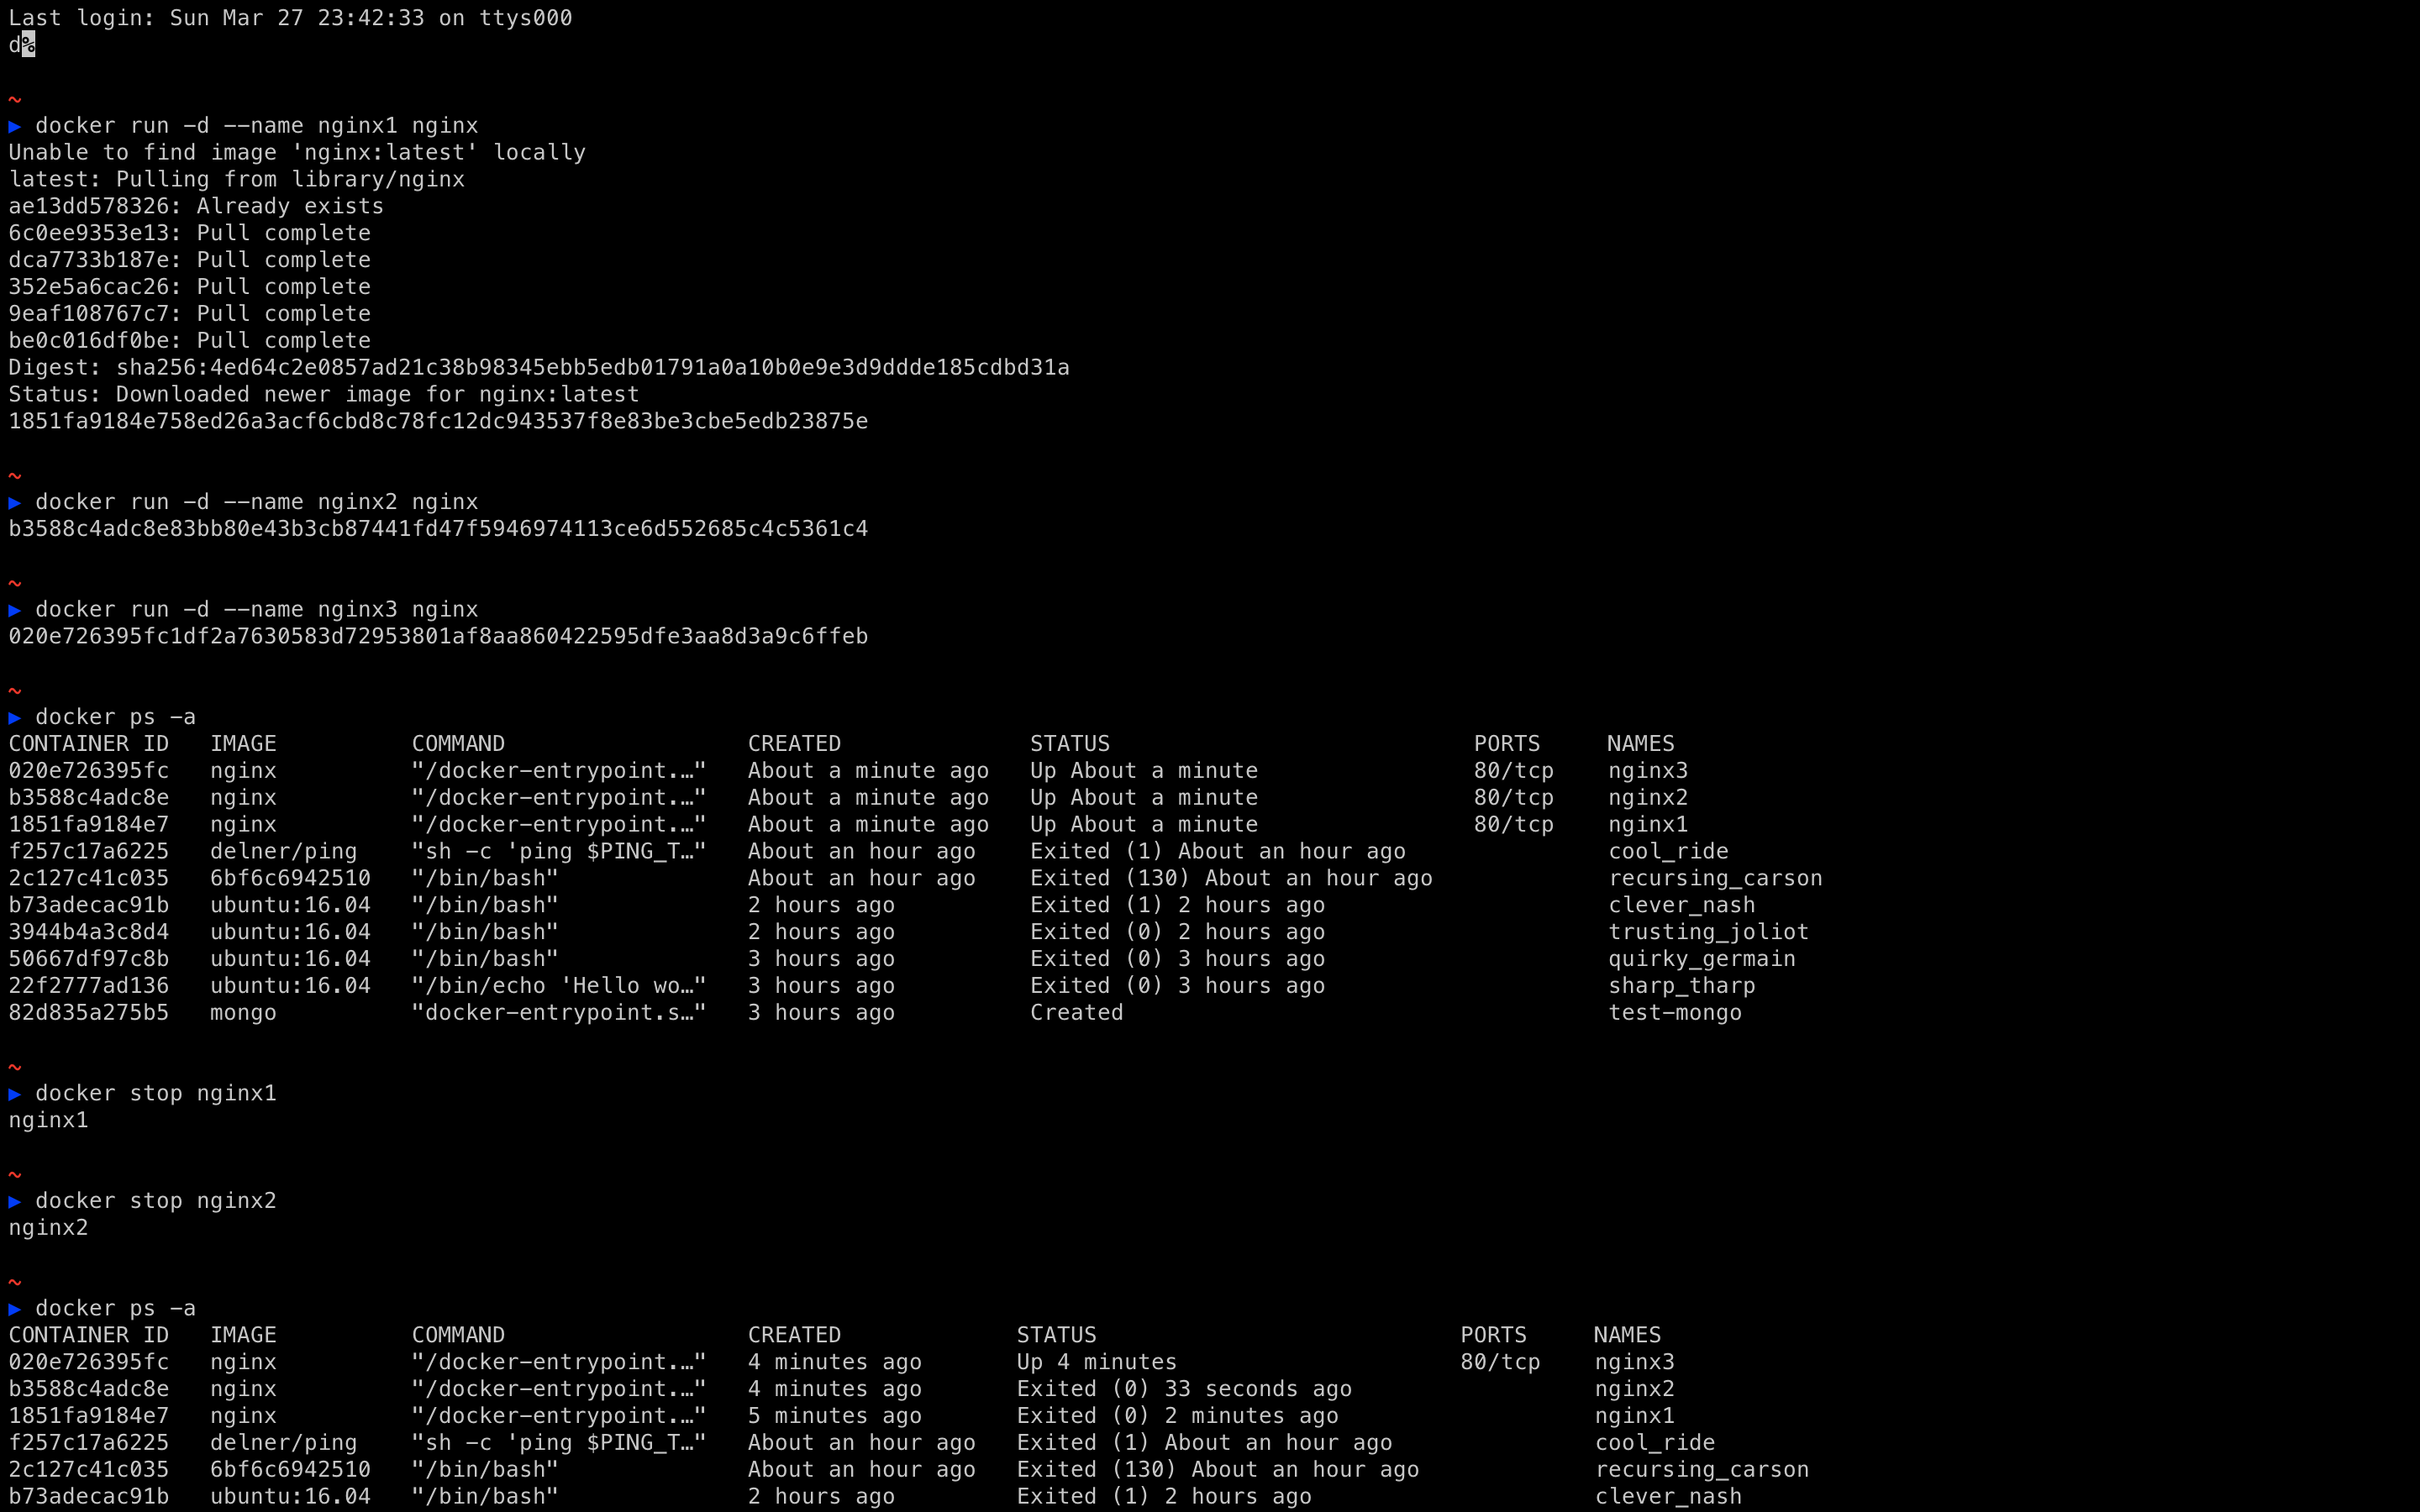 Last login: Sun Mar 27 23:42:33 on ttys000
d%
~
▶ docker run -d --name nginx1 nginx
Unable to find image 'nginx:latest' locally
latest: Pulling from library/nginx
ae13dd578326: Already exists
6c0ee9353e13: Pull complete
dca7733b187e: Pull complete
352e5a6cac26: Pull complete
9eaf108767c7: Pull complete
be0c016df0be: Pull complete
Digest: sha256:4ed64c2e0857ad21c38b98345ebb5edb01791a0a10b0e9e3d9ddde185cdbd31a
Status: Downloaded newer image for nginx:latest
1851fa9184e758ed26a3acf6cbd8c78fc12dc943537f8e83be3cbe5edb23875e
~
▶ docker run -d --name nginx2 nginx
b3588c4adc8e83bb80e43b3cb87441fd47f5946974113ce6d552685c4c5361c4
~
▶ docker run -d --name nginx3 nginx
020e726395fc1df2a7630583d72953801af8aa860422595dfe3aa8d3a9c6ffeb
~
▶ docker ps -a
CONTAINER ID   IMAGE          COMMAND                  CREATED              STATUS                           PORTS     NAMES
020e726395fc   nginx          "/docker-entrypoint.…"   About a minute ago   Up About a minute                80/tcp    nginx3
b3588c4adc8e   nginx          "/docker-entrypoint.…"   About a minute ago   Up About a minute                80/tcp    nginx2
1851fa9184e7   nginx          "/docker-entrypoint.…"   About a minute ago   Up About a minute                80/tcp    nginx1
f257c17a6225   delner/ping    "sh -c 'ping $PING_T…"   About an hour ago    Exited (1) About an hour ago               cool_ride
2c127c41c035   6bf6c6942510   "/bin/bash"              About an hour ago    Exited (130) About an hour ago             recursing_carson
b73adecac91b   ubuntu:16.04   "/bin/bash"              2 hours ago          Exited (1) 2 hours ago                     clever_nash
3944b4a3c8d4   ubuntu:16.04   "/bin/bash"              2 hours ago          Exited (0) 2 hours ago                     trusting_joliot
50667df97c8b   ubuntu:16.04   "/bin/bash"              3 hours ago          Exited (0) 3 hours ago                     quirky_germain
22f2777ad136   ubuntu:16.04   "/bin/echo 'Hello wo…"   3 hours ago          Exited (0) 3 hours ago                     sharp_tharp
82d835a275b5   mongo          "docker-entrypoint.s…"   3 hours ago          Created                                    test-mongo
~
▶ docker stop nginx1
nginx1
~
▶ docker stop nginx2
nginx2
~
▶ docker ps -a
CONTAINER ID   IMAGE          COMMAND                  CREATED             STATUS                           PORTS     NAMES
020e726395fc   nginx          "/docker-entrypoint.…"   4 minutes ago       Up 4 minutes                     80/tcp    nginx3
b3588c4adc8e   nginx          "/docker-entrypoint.…"   4 minutes ago       Exited (0) 33 seconds ago                  nginx2
1851fa9184e7   nginx          "/docker-entrypoint.…"   5 minutes ago       Exited (0) 2 minutes ago                   nginx1
f257c17a6225   delner/ping    "sh -c 'ping $PING_T…"   About an hour ago   Exited (1) About an hour ago               cool_ride
2c127c41c035   6bf6c6942510   "/bin/bash"              About an hour ago   Exited (130) About an hour ago             recursing_carson
b73adecac91b   ubuntu:16.04   "/bin/bash"              2 hours ago         Exited (1) 2 hours ago                     clever_nash